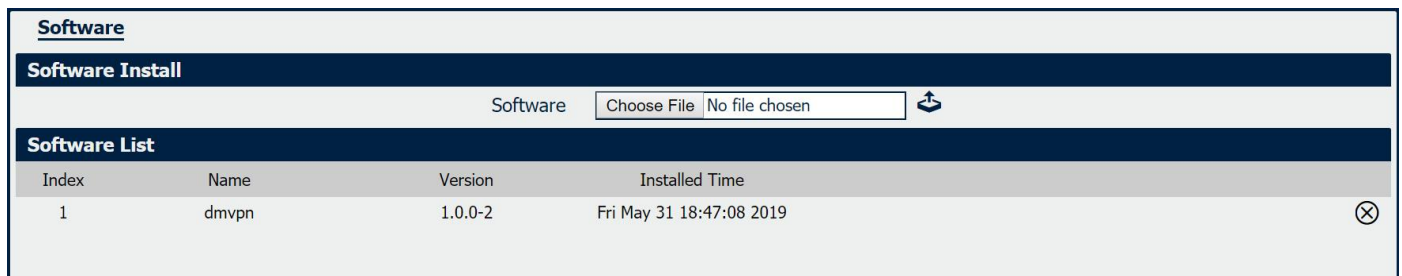 Software
Software Install
Software Choose File No file chosen
Software List
Index Name Version Installed Time
1 dmvpn 1.0.0-2 Fri May 31 18:47:08 2019